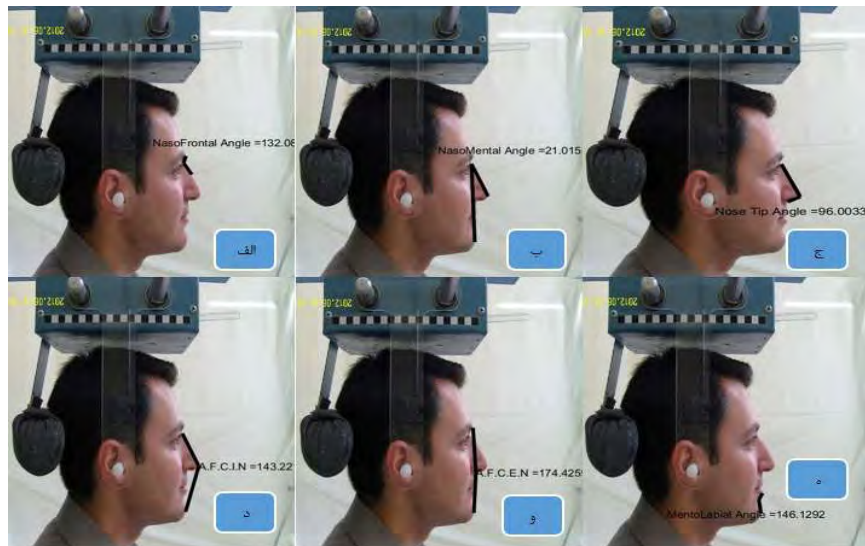 NasoFrontal Angle =132.08
الف
NasoMental Angle =21.015
ب
Nose Tip Angle =96.0033
ج
A.F.C.I.N =143.22
د
A.F.C.E.N =174.425
و
ه
MentoLabial Angle =146.1292